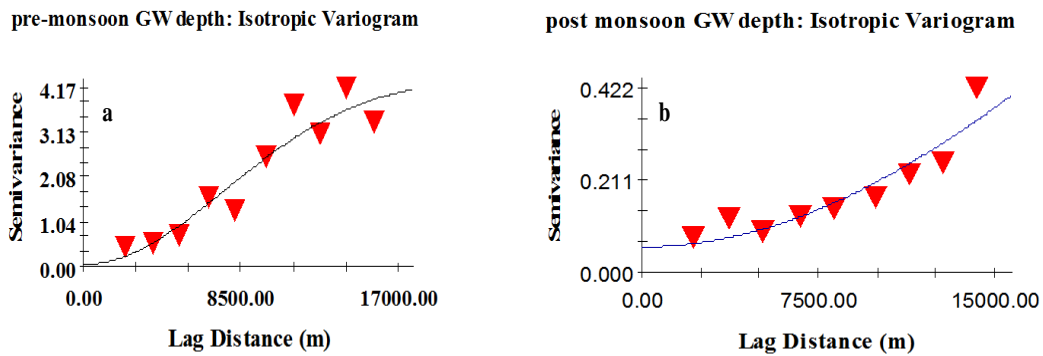 pre-monsoon GW depth: Isotropic Variogram
4.17
3.13
2.08
1.04
0.00
Semivariance
a
0.00 8500.00 17000.00
Lag Distance (m)
post monsoon GW depth: Isotropic Variogram
0.422
0.211
0.000
Semivariance
b
0.00 7500.00 15000.00
Lag Distance (m)